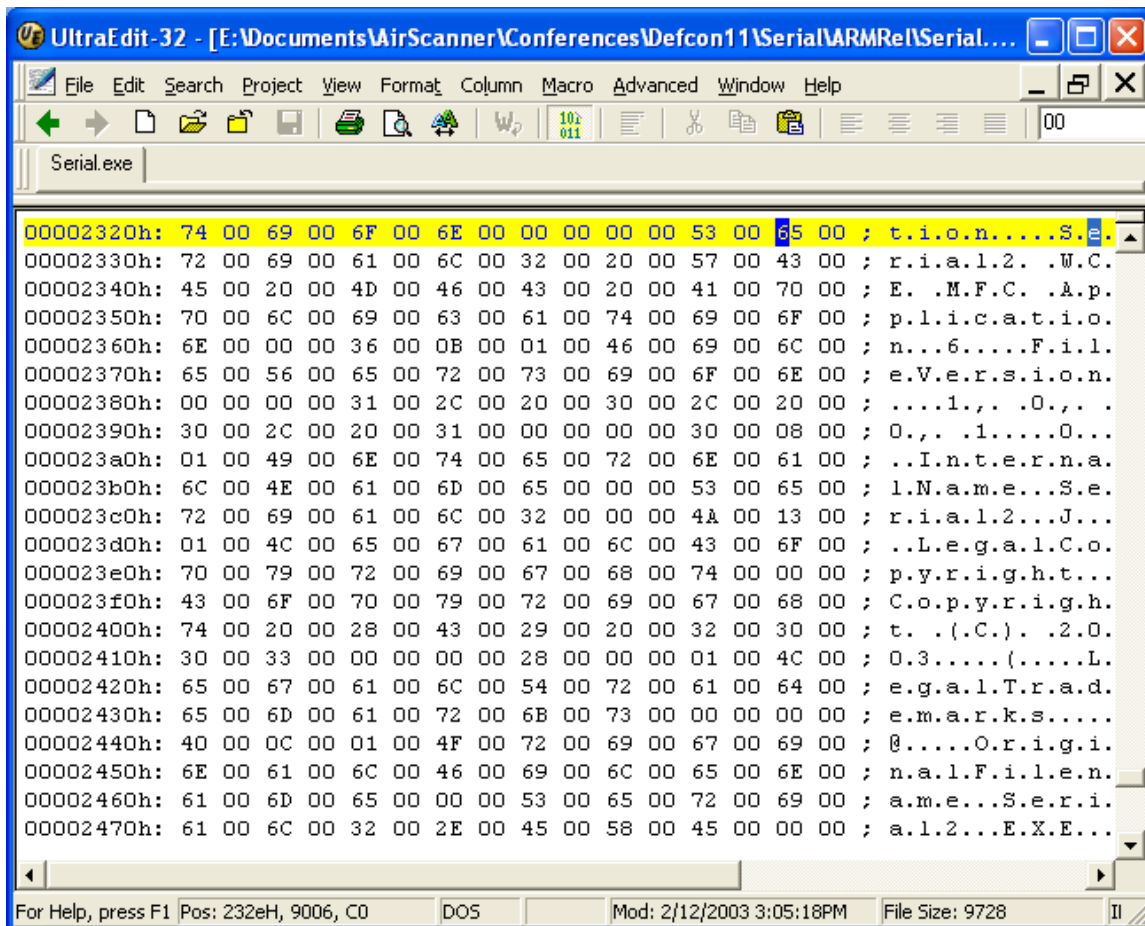 UltraEdit-32 - [E:\Documents\AirScanner\Conferences\Defcon11\Serial\ARMRel\Serial....
File Edit Search Project View Format Column Macro Advanced Window Help
00
Serial.exe
00002320h: 74 00 69 00 6F 00 6E 00 00 00 00 00 53 00 65 00 ; t.i.o.n.....S.e.
00002330h: 72 00 69 00 61 00 6C 00 32 00 20 00 57 00 43 00 ; r.i.a.l.2. .W.C.
00002340h: 45 00 20 00 4D 00 46 00 43 00 20 00 41 00 70 00 ; E. .M.F.C. .A.p.
00002350h: 70 00 6C 00 69 00 63 00 61 00 74 00 69 00 6F 00 ; p.l.i.c.a.t.i.o.
00002360h: 6E 00 00 00 36 00 0B 00 01 00 46 00 69 00 6C 00 ; n...6.....F.i.l.
00002370h: 65 00 56 00 65 00 72 00 73 00 69 00 6F 00 6E 00 ; e.V.e.r.s.i.o.n.
00002380h: 00 00 00 00 31 00 2C 00 20 00 30 00 2C 00 20 00 ; ....1.,. .0.,. .
00002390h: 30 00 2C 00 20 00 31 00 00 00 00 00 30 00 08 00 ; 0.,. .1.....0...
000023a0h: 01 00 49 00 6E 00 74 00 65 00 72 00 6E 00 61 00 ; ..I.n.t.e.r.n.a.
000023b0h: 6C 00 4E 00 61 00 6D 00 65 00 00 00 53 00 65 00 ; l.N.a.m.e...S.e.
000023c0h: 72 00 69 00 61 00 6C 00 32 00 00 00 4A 00 13 00 ; r.i.a.l.2...J...
000023d0h: 01 00 4C 00 65 00 67 00 61 00 6C 00 43 00 6F 00 ; ..L.e.g.a.l.C.o.
000023e0h: 70 00 79 00 72 00 69 00 67 00 68 00 74 00 00 00 ; p.y.r.i.g.h.t...
000023f0h: 43 00 6F 00 70 00 79 00 72 00 69 00 67 00 68 00 ; C.o.p.y.r.i.g.h.
00002400h: 74 00 20 00 28 00 43 00 29 00 20 00 32 00 30 00 ; t. .(.C.). .2.0.
00002410h: 30 00 33 00 00 00 00 00 28 00 00 00 01 00 4C 00 ; 0.3.....(.....L.
00002420h: 65 00 67 00 61 00 6C 00 54 00 72 00 61 00 64 00 ; e.g.a.l.T.r.a.d.
00002430h: 65 00 6D 00 61 00 72 00 6B 00 73 00 00 00 00 00 ; e.m.a.r.k.s.....
00002440h: 40 00 0C 00 01 00 4F 00 72 00 69 00 67 00 69 00 ; @.....O.r.i.g.i.
00002450h: 6E 00 61 00 6C 00 46 00 69 00 6C 00 65 00 6E 00 ; n.a.l.F.i.l.e.n.
00002460h: 61 00 6D 00 65 00 00 00 53 00 65 00 72 00 69 00 ; a.m.e...S.e.r.i.
00002470h: 61 00 6C 00 32 00 2E 00 45 00 58 00 45 00 00 00 ; a.l.2...E.X.E...
For Help, press F1 Pos: 232eH, 9006, C0 DOS Mod: 2/12/2003 3:05:18PM File Size: 9728